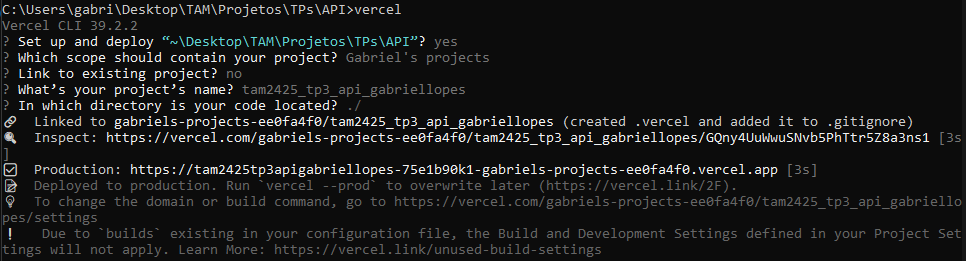 C:\Users\gabri\Desktop\TAM\Projetos\TPs\API>vercel
Vercel CLI 39.2.2
? Set up and deploy “~\Desktop\TAM\Projetos\TPs\API”? yes
? Which scope should contain your project? Gabriel's projects
? Link to existing project? no
? What’s your project’s name? tam2425_tp3_api_gabriellopes
? In which directory is your code located? ./
Linked to gabriels-projects-ee0fa4f0/tam2425_tp3_api_gabriellopes (created .vercel and added it to .gitignore)
Inspect: https://vercel.com/gabriels-projects-ee0fa4f0/tam2425_tp3_api_gabriellopes/GQny4UuWwuSNvb5PhTtr5Z8a3ns1 [3s
]
Production: https://tam2425tp3apigabriellopes-75e1b90k1-gabriels-projects-ee0fa4f0.vercel.app [3s]
Deployed to production. Run `vercel --prod` to overwrite later (https://vercel.link/2F).
To change the domain or build command, go to https://vercel.com/gabriels-projects-ee0fa4f0/tam2425_tp3_api_gabriello
pes/settings
! Due to `builds` existing in your configuration file, the Build and Development Settings defined in your Project Set
tings will not apply. Learn More: https://vercel.link/unused-build-settings